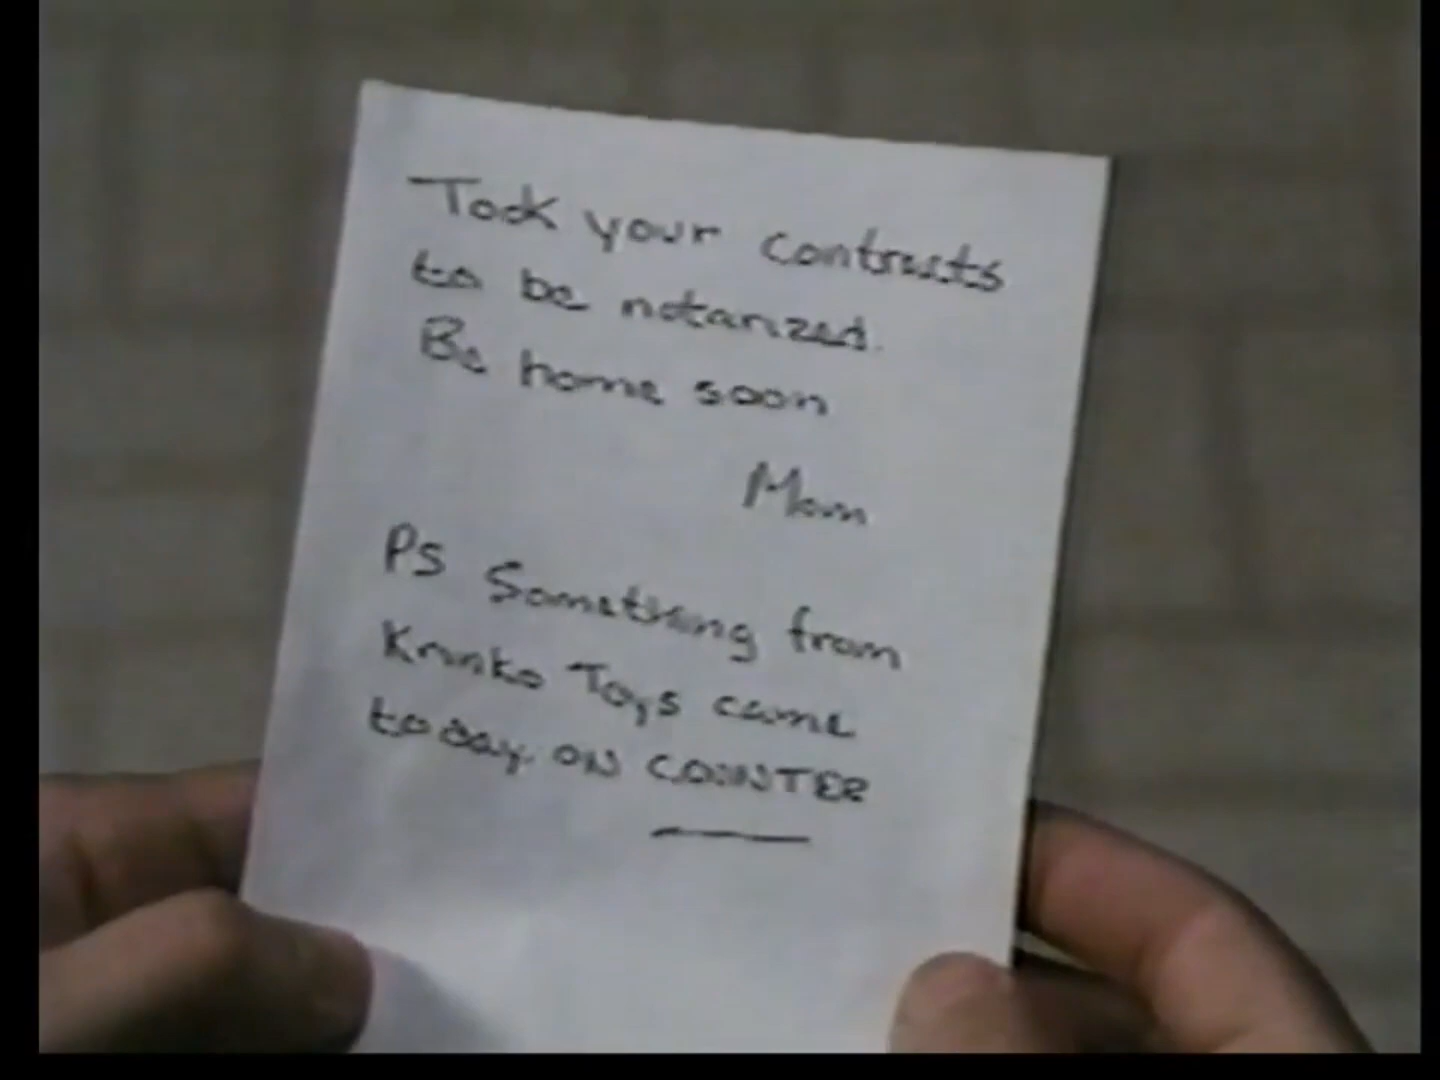 Took your contracts
to be notarized.
Be home soon
Mom
PS Something from
Krinko Toys came
today. ON COUNTER